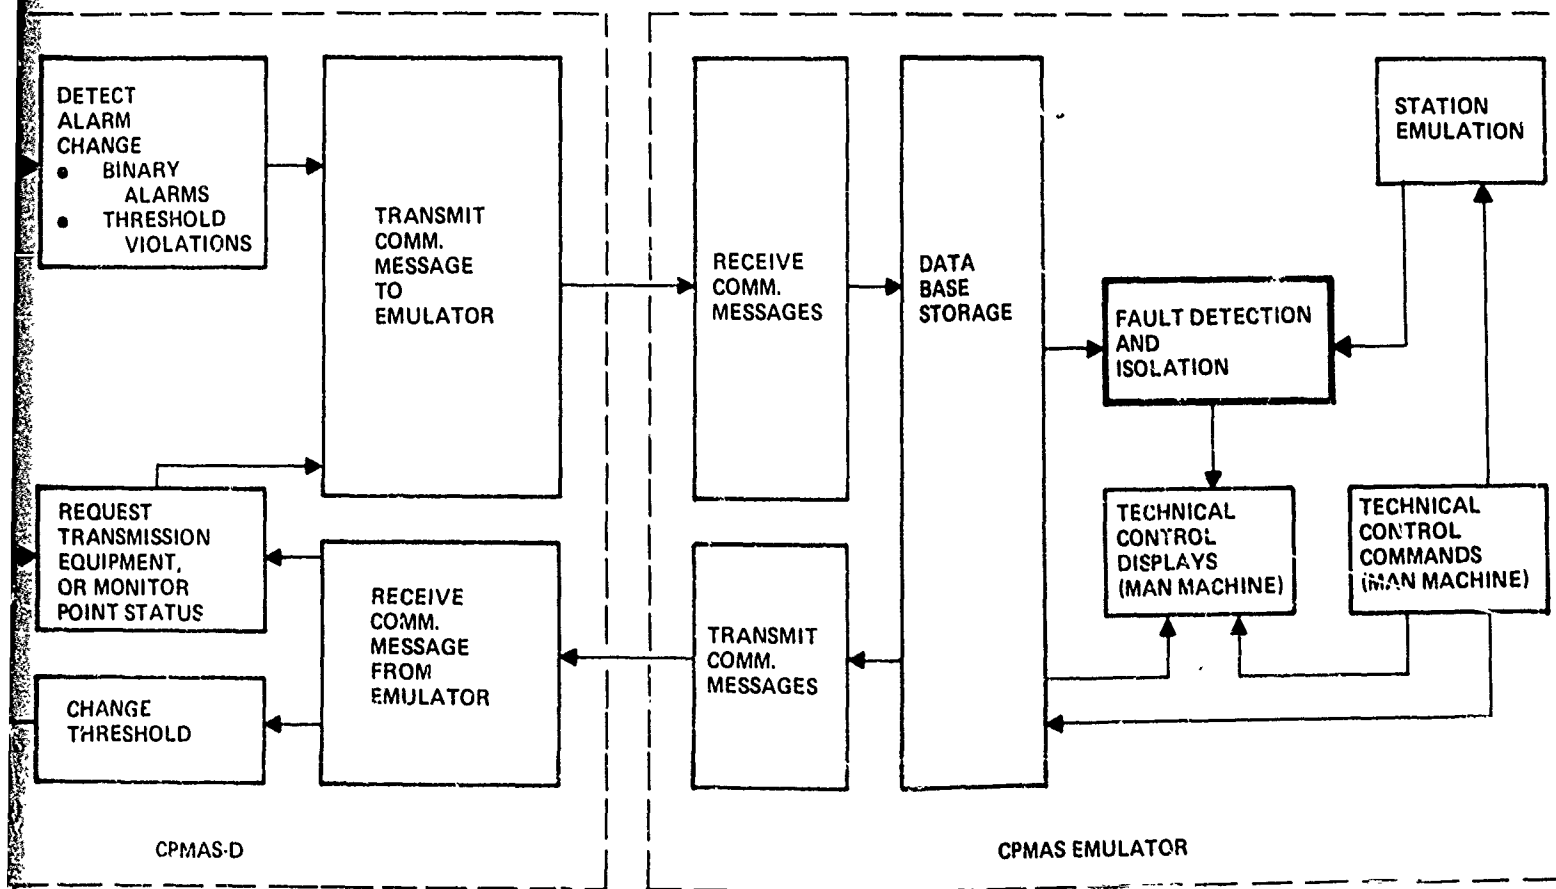 DETECT
ALARM
CHANGE
• BINARY
ALARMS
• THRESHOLD
VIOLATIONS
TRANSMIT
COMM.
MESSAGE
TO
EMULATOR
RECEIVE
COMM.
MESSAGES
DATA
BASE
STORAGE
STATION
EMULATION
FAULT DETECTION
AND
ISOLATION
REQUEST
TRANSMISSION
EQUIPMENT,
OR MONITOR
POINT STATUS
RECEIVE
COMM.
MESSAGE
FROM
EMULATOR
TRANSMIT
COMM.
MESSAGES
TECHNICAL
CONTROL
DISPLAYS
(MAN MACHINE)
TECHNICAL
CONTROL
COMMANDS
(MAN MACHINE)
CHANGE
THRESHOLD
CPMAS-D
CPMAS EMULATOR